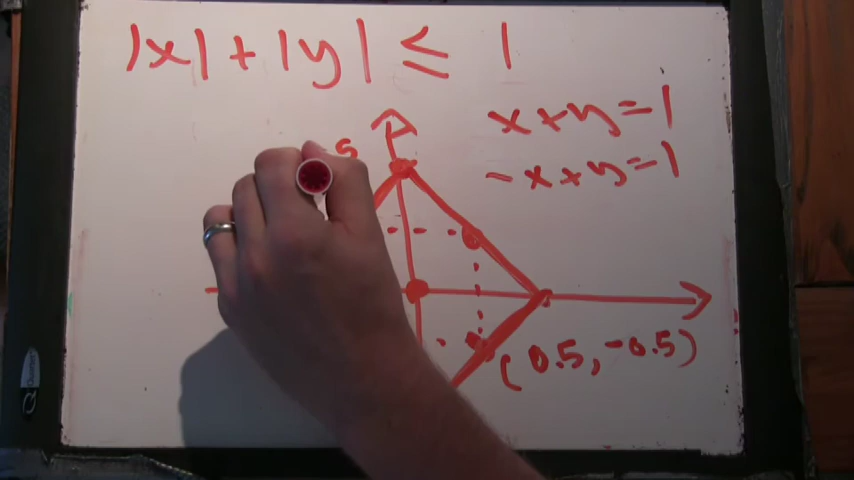 |x| + |y| ≤ 1
x+y=1
-x+y=1
(0.5,-0.5)